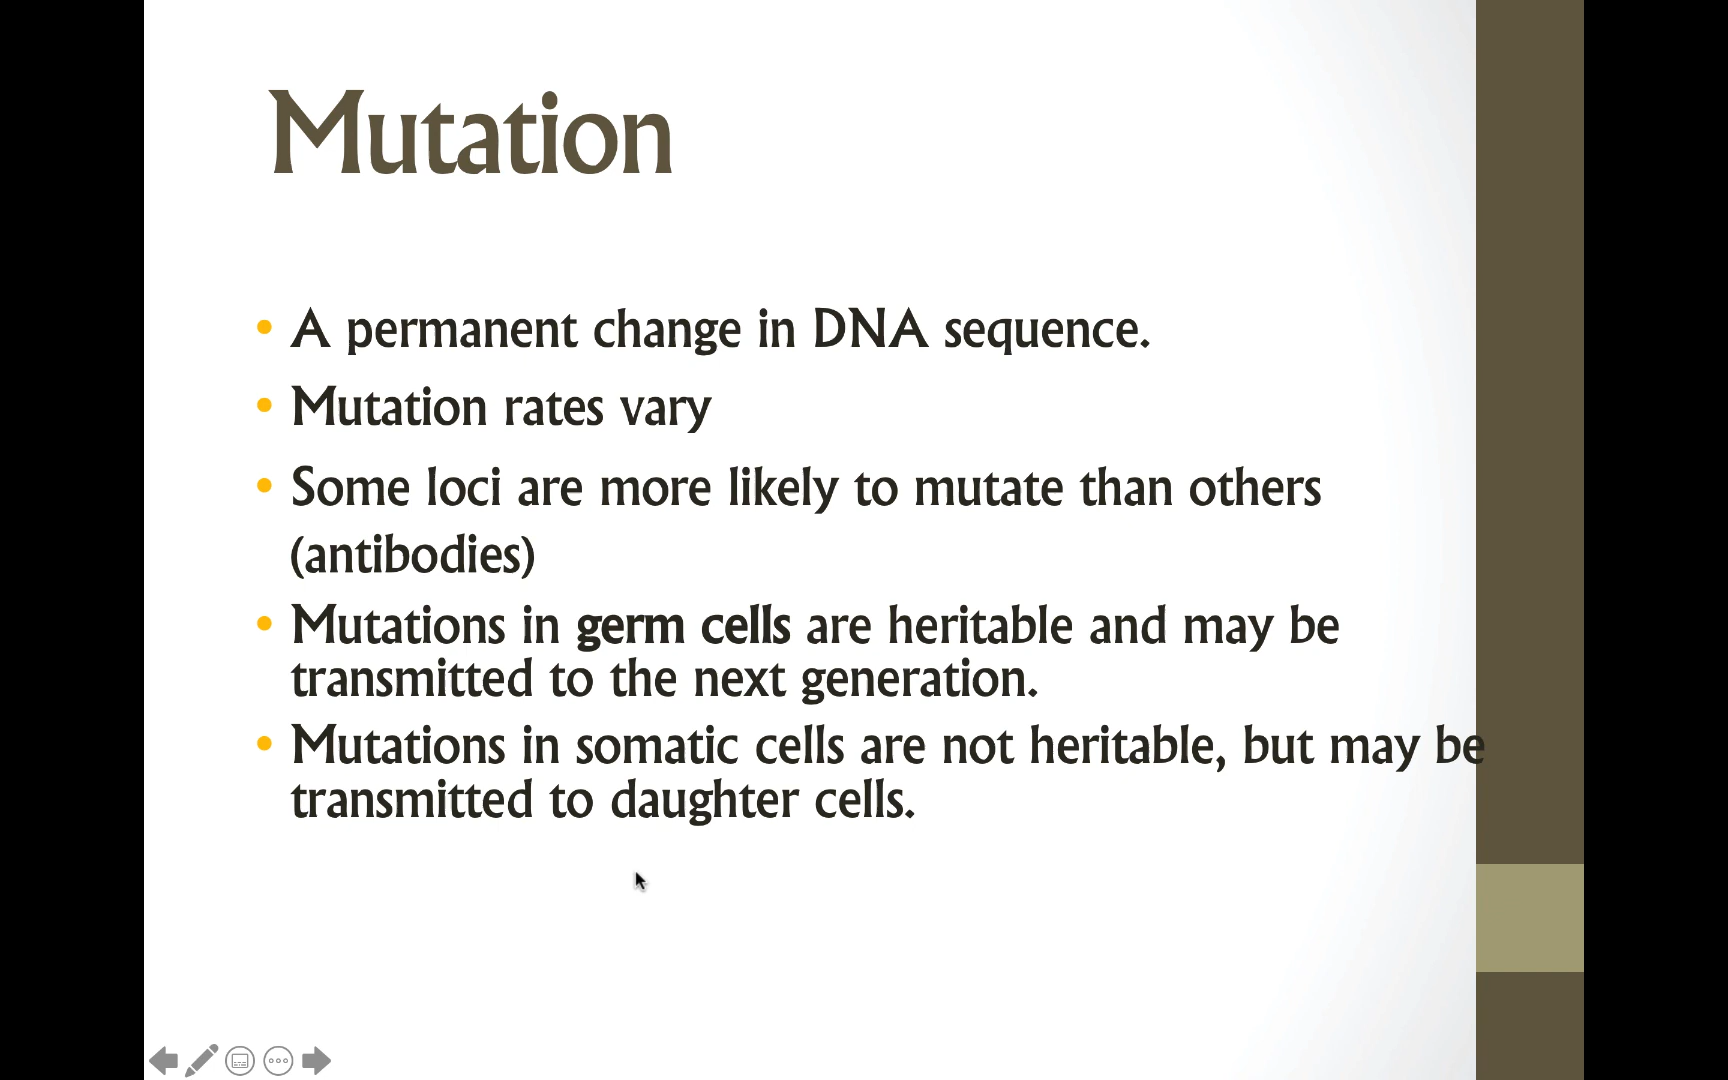 Mutation
• A permanent change in DNA sequence.
• Mutation rates vary
• Some loci are more likely to mutate than others
(antibodies)
• Mutations in germ cells are heritable and may be
transmitted to the next generation.
• Mutations in somatic cells are not heritable, but may be
transmitted to daughter cells.